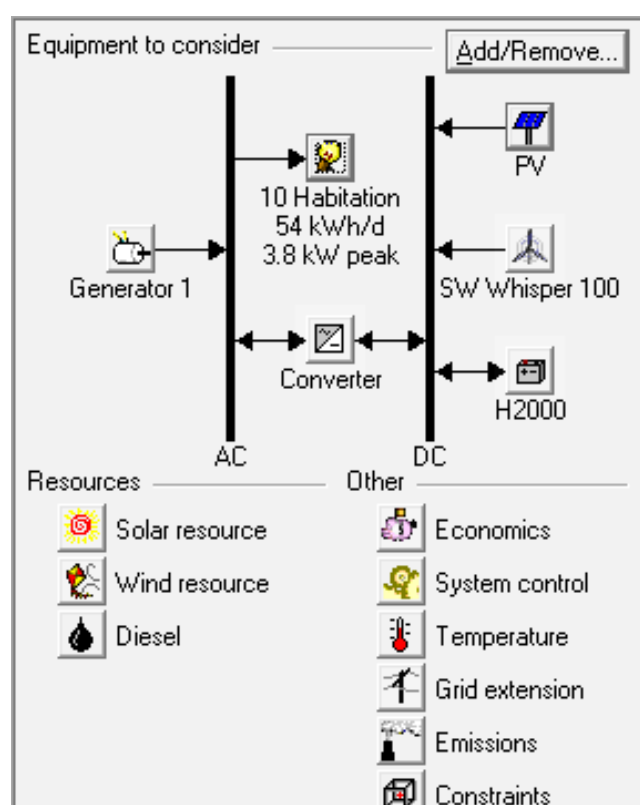 Equipment to consider
Add/Remove...
PV
10 Habitation
54 kWh/d
3.8 kW peak
Generator 1
SW Whisper 100
Converter
H2000
AC
DC
Resources
Other
Solar resource
Economics
Wind resource
System control
Diesel
Temperature
Grid extension
Emissions
Constraints